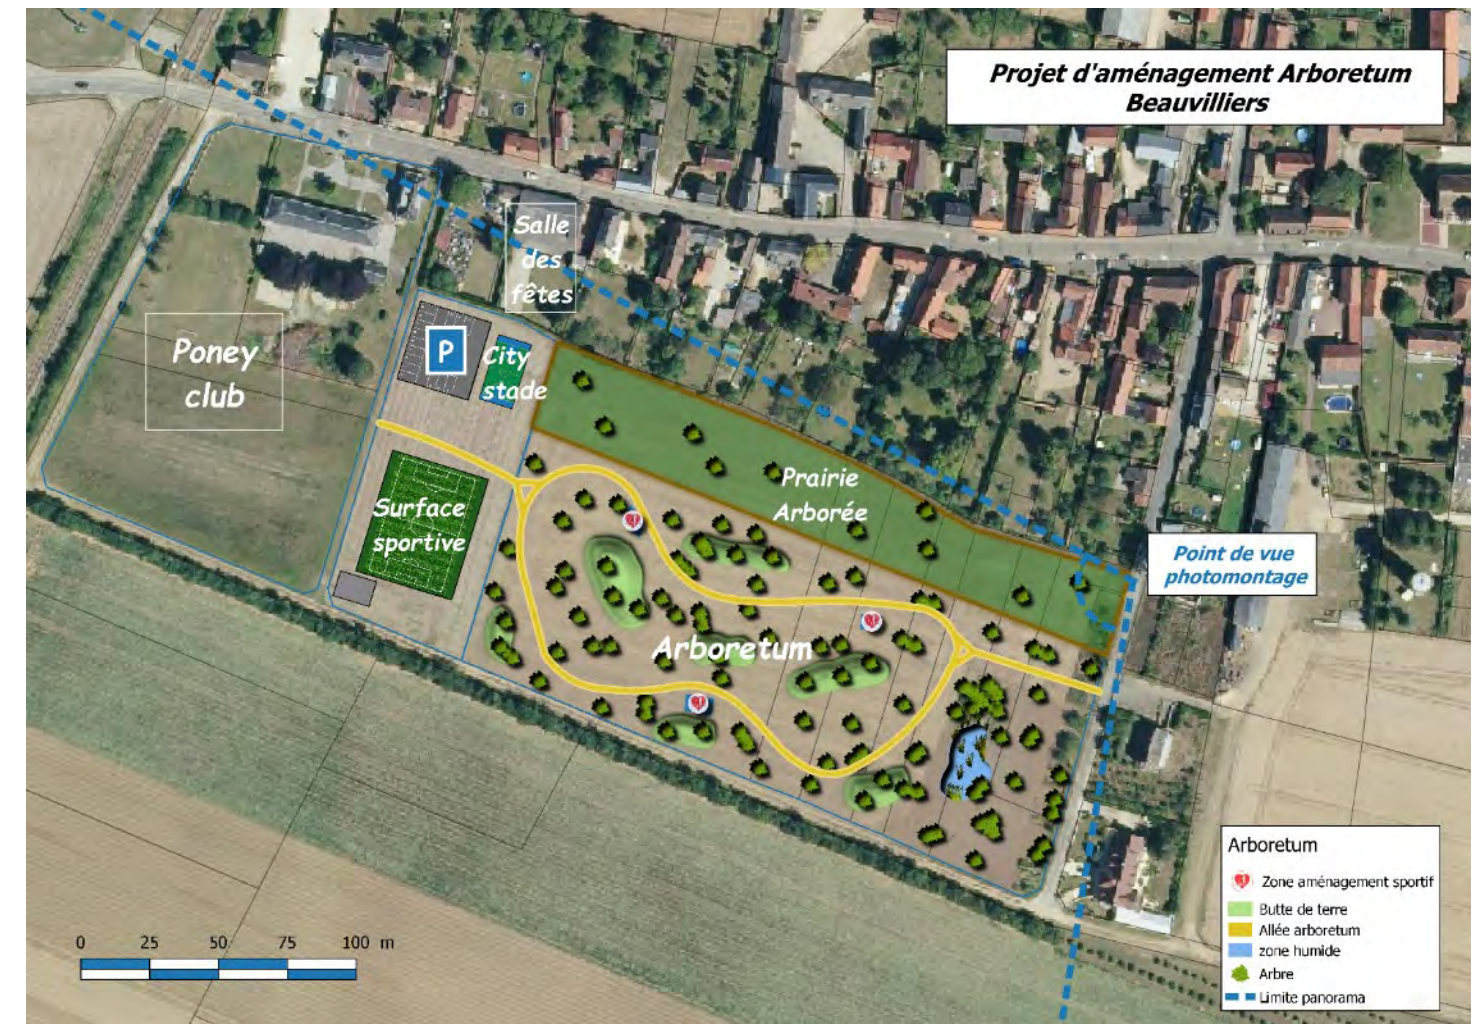 Projet d'aménagement Arboretum
Beauvilliers
Salle
des
fêtes
Poney
club
P
City
stade
Prairie
Arborée
Surface
sportive
Point de vue
photomontage
Arboretum
Arboretum
Zone aménagement sportif
Butte de terre
Allée arboretum
zone humide
Arbre
Limite panorama
0 25 50 75 100 m